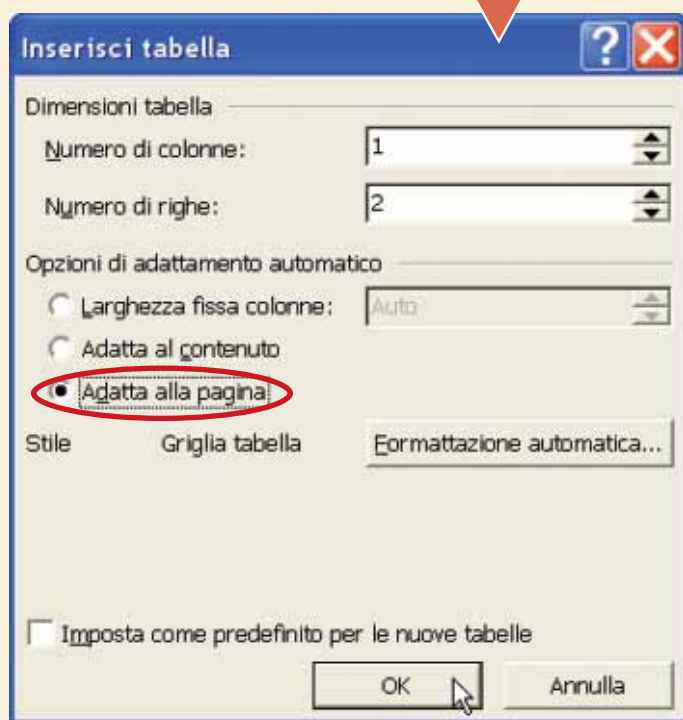 Inserisci tabella
Dimensioni tabella
Numero di colonne: 1
Numero di righe: 2
Opzioni di adattamento automatico
Larghezza fissa colonne: Auto
Adatta al contenuto
Adatta alla pagina
Stile Griglia tabella Formattazione automatica...
Imposta come predefinito per le nuove tabelle
OK Annulla